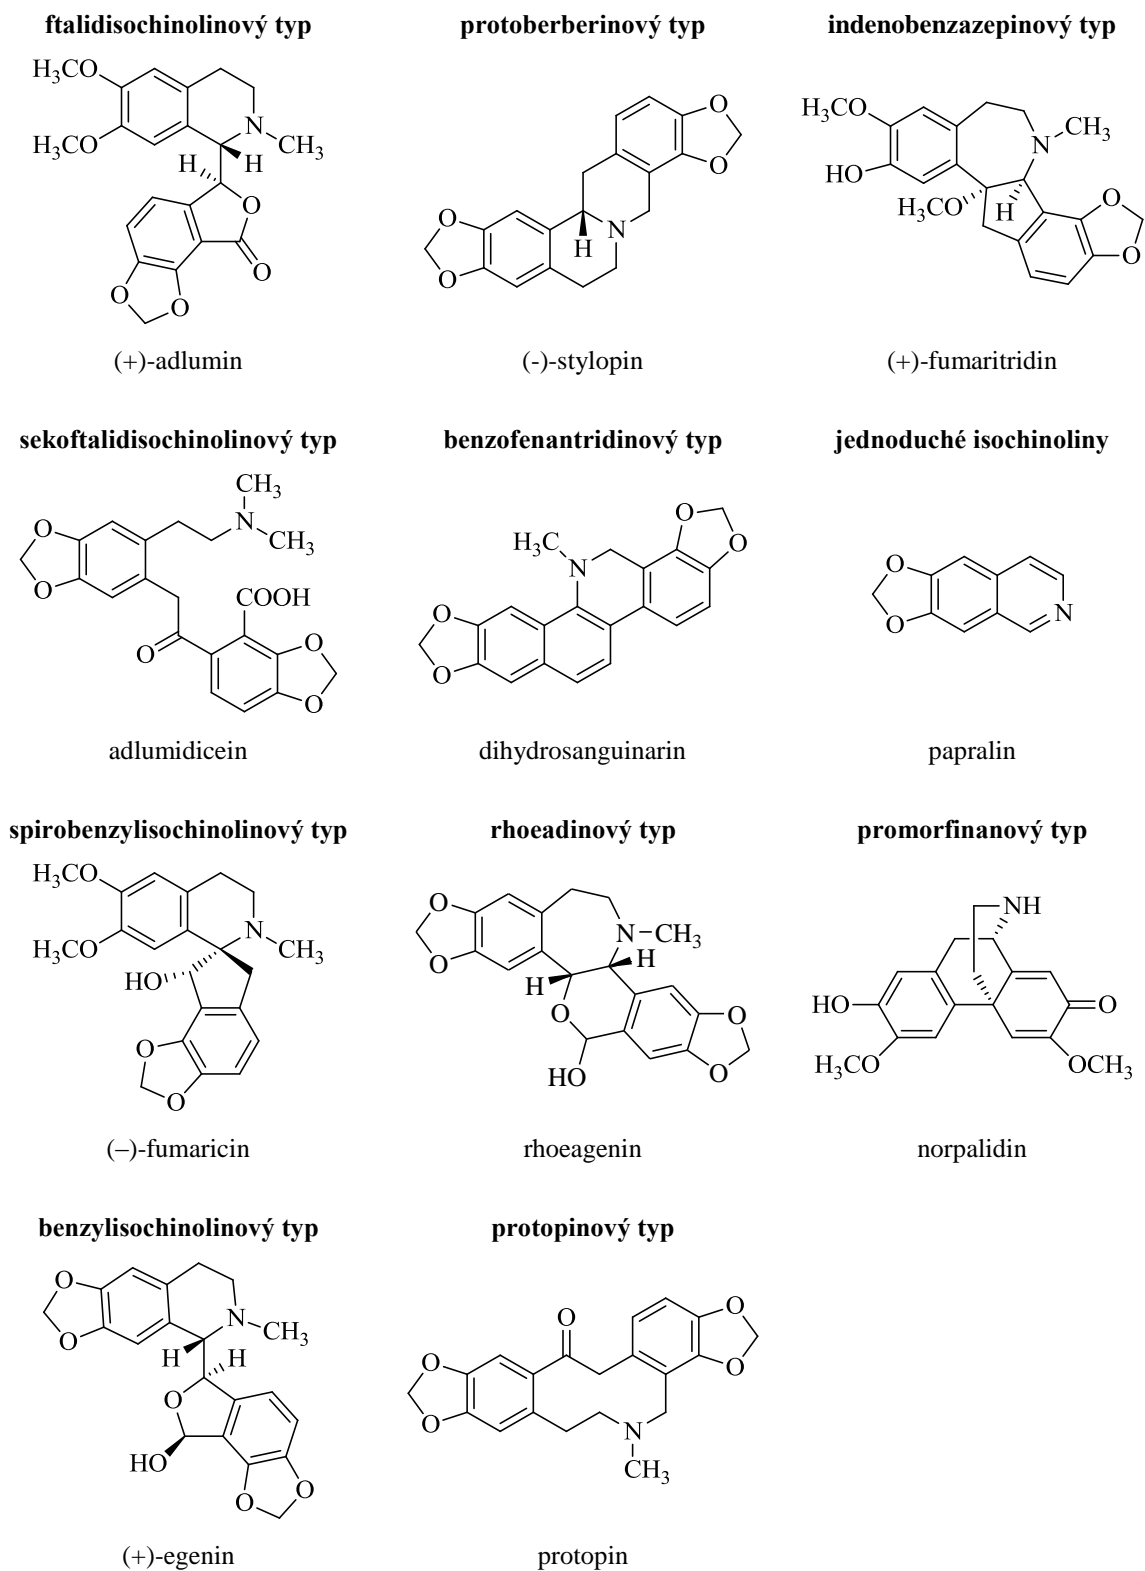 ftalidisochinolinový typ
protoberberinový typ
indenobenzazepinový typ
H₃CO
H₃CO
N
CH₃
H
H
O
O
O
O
O
O
O
O
N
H
H₃CO
HO
H₃CO
N
CH₃
H
O
O
(+)-adlumin
(-)-stylopin
(+)-fumaritridin
sekoftalidisochinolinový typ
benzofenantridinový typ
jednoduché isochinoliny
CH₃
N
CH₃
O
O
COOH
O
O
O
H₃C
N
O
O
O
O
O
O
N
adlumidicein
dihydrosanguinarin
papralin
spirobenzylisochinolinový typ
rhoeadinový typ
promorfinanový typ
H₃CO
H₃CO
N
CH₃
HO
O
O
O
O
N
CH₃
H
H
O
O
O
HO
NH
HO
H₃CO
O
OCH₃
(–)-fumaricin
rhoeagenin
norpalidin
benzylisochinolinový typ
protopinový typ
O
O
N
CH₃
H
H
O
HO
O
O
O
O
O
O
O
N
CH₃
(+)-egenin
protopin